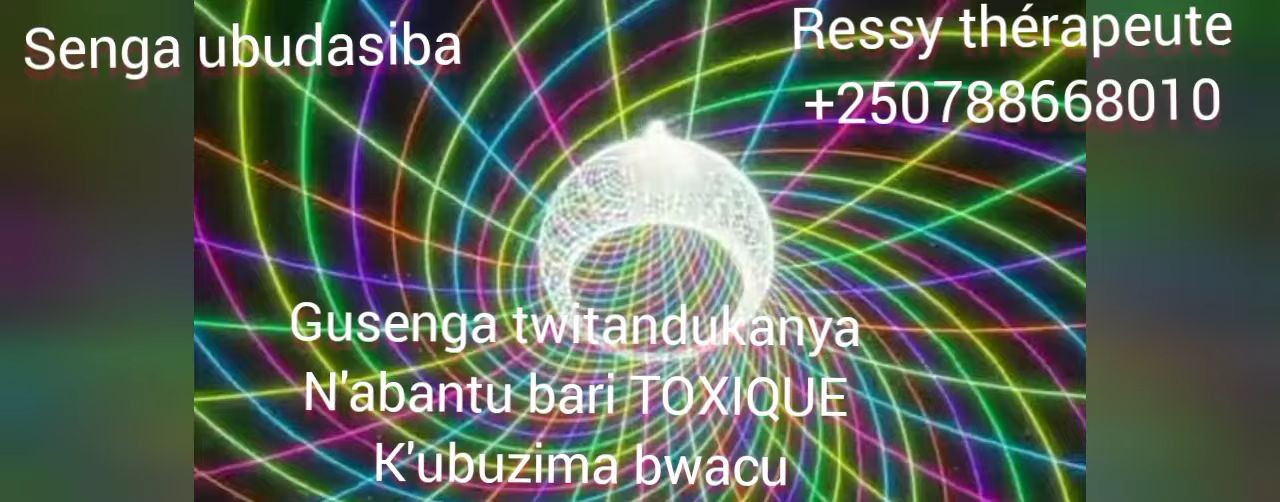 Senga ubudasiba
Ressy thérapeute
+250788668010
Gusenga twitandukanya
N'abantu bari TOXIQUE
K'ubuzima bwacu